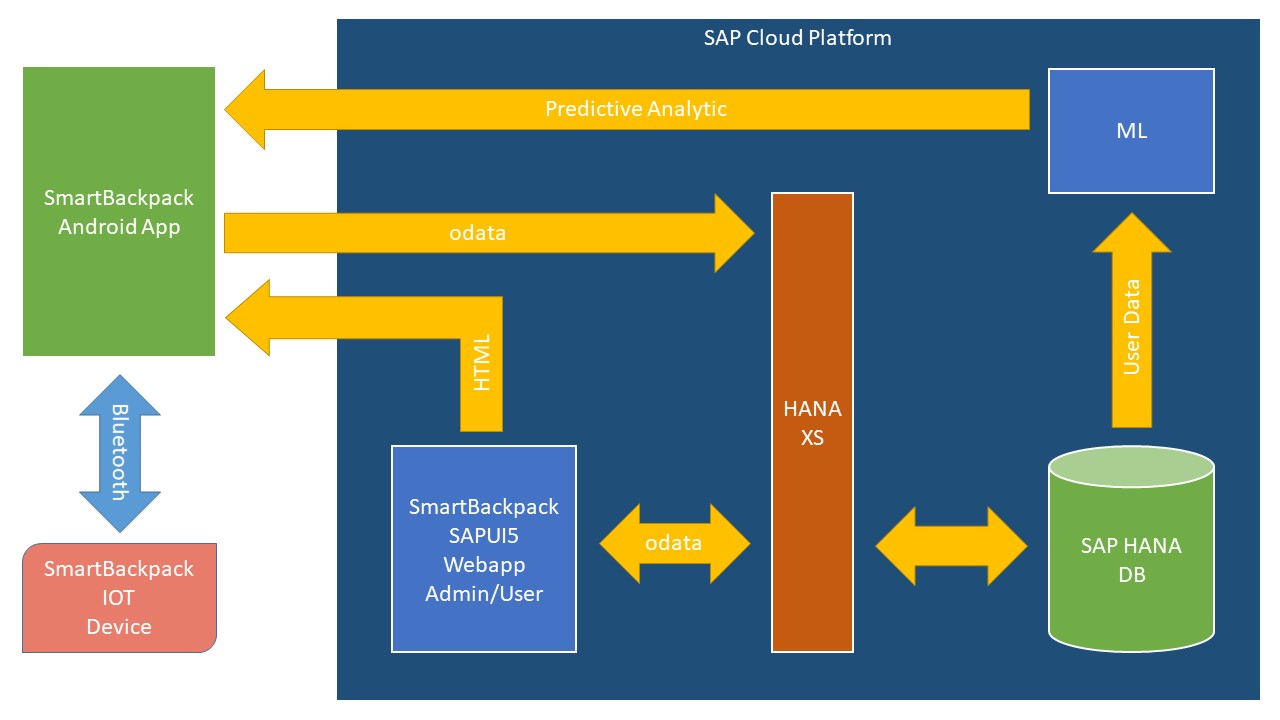 SAP Cloud Platform
Predictive Analytic
ML
SmartBackpack
Android App
odata
HTML
User Data
Bluetooth
HANA
XS
SmartBackpack
SAPUI5
Webapp
Admin/User
odata
SAP HANA
DB
SmartBackpack
IOT
Device